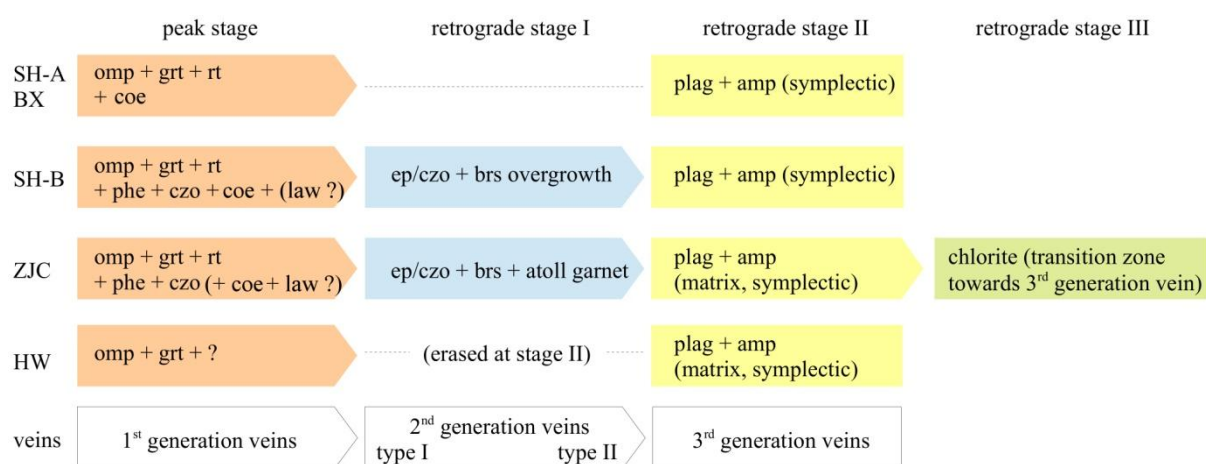 peak stage retrograde stage I retrograde stage II retrograde stage III
SH-A
BX
omp + grt + rt
+ coe
plag + amp (symplectic)
SH-B
omp + grt + rt
+ phe + czo + coe + (law ?)
ep/czo + brs overgrowth
plag + amp (symplectic)
ZJC
omp + grt + rt
+ phe + czo (+ coe + law ?)
ep/czo + brs + atoll garnet
plag + amp
(matrix, symplectic)
chlorite (transition zone
towards 3rd generation vein)
HW
omp + grt + ?
(erased at stage II)
plag + amp
(matrix, symplectic)
veins
1st generation veins
2nd generation veins
type I type II
3rd generation veins